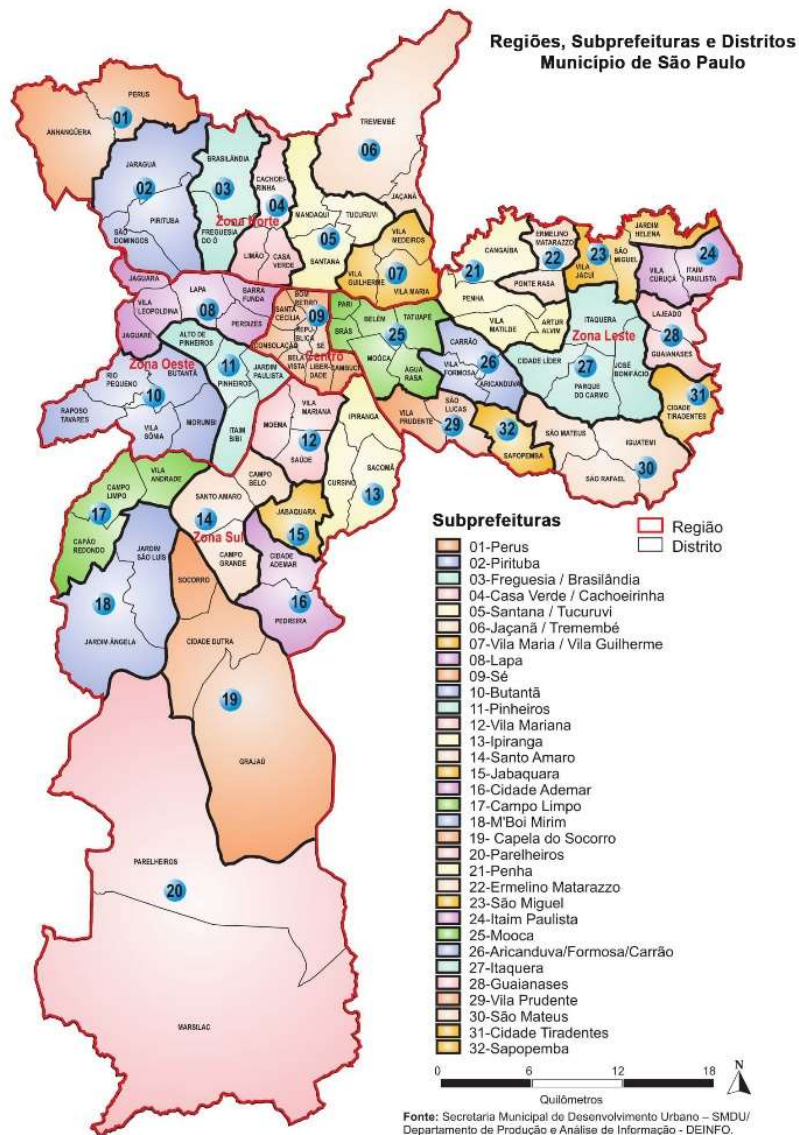 Regiões, Subprefeituras e Distritos
Município de São Paulo
PERUS
01
ANHANGÜERA
JARAGUÁ
02
PIRITUBA
SÃO
DOMINGOS
BRASILÂNDIA
03
FREGUESIA
DO Ó
Zona Norte
CACHOEI-
RINHA
04
LIMÃO
CASA
VERDE
MANDAQUI
TUCURUVI
05
SANTANA
TREMEMBÉ
06
JAÇANÃ
VILA
MEDEIROS
07
VILA
GUILHERME
VILA MARIA
CANGAÍBA
21
PENHA
VILA
MATILDE
ARTUR
ALVIM
ERMELINO
MATARAZZO
22
PONTE RASA
VILA
JACUÍ
23
SÃO
MIGUEL
JARDIM
HELENA
24
VILA
CURUÇÁ
ITAIM
PAULISTA
JAGUARA
VILA
LEOPOLDINA
JAGUARÉ
LAPA
08
BARRA
FUNDA
PERDIZES
BOM
RETIRO
09
SANTA
CECÍLIA
REPÚ
BLICA
SÉ
CONSOLAÇÃO
Centro
BELA
VISTA
LIBER-
DADE
CAMBUCI
PARI
BRÁS
BELÉM
TATUAPÉ
25
MOÓCA
ÁGUA
RASA
CARRÃO
26
VILA
FORMOSA
ARICANDUVA
ITAQUERA
Zona Leste
CIDADE LÍDER
27
PARQUE
DO CARMO
JOSÉ
BONIFÁCIO
LAJEADO
28
GUAIANASES
31
CIDADE
TIRADENTES
ALTO DE
PINHEIROS
11
PINHEIROS
JARDIM
PAULISTA
ITAIM
BIBI
Zona Oeste
RIO
PEQUENO
BUTANTÃ
10
RAPOSO
TAVARES
VILA
SÔNIA
MORUMBI
VILA
MARIANA
MOEMA
12
SAÚDE
IPIRANGA
SACOMÃ
CURSINO
13
VILA
PRUDENTE
SÃO
LUCAS
29
32
SAPOPEMBA
SÃO MATEUS
IGUATEMI
30
SÃO RAFAEL
VILA
ANDRADE
CAMPO
LIMPO
17
CAPÃO
REDONDO
CAMPO
BELO
SANTO AMARO
14
Zona Sul
CAMPO
GRANDE
JABAQUARA
15
CIDADE
ADEMAR
16
PEDREIRA
JARDIM
SÃO LUIS
18
JARDIM ÂNGELA
SOCORRO
CIDADE DUTRA
19
GRAJAÚ
PARELHEIROS
20
MARSILAC
Subprefeituras
Região
Distrito
01-Perus
02-Pirituba
03-Freguesia / Brasilândia
04-Casa Verde / Cachoeirinha
05-Santana / Tucuruvi
06-Jaçanã / Tremembé
07-Vila Maria / Vila Guilherme
08-Lapa
09-Sé
10-Butantã
11-Pinheiros
12-Vila Mariana
13-Ipiranga
14-Santo Amaro
15-Jabaquara
16-Cidade Ademar
17-Campo Limpo
18-M'Boi Mirim
19- Capela do Socorro
20-Parelheiros
21-Penha
22-Ermelino Matarazzo
23-São Miguel
24-Itaim Paulista
25-Mooca
26-Aricanduva/Formosa/Carrão
27-Itaquera
28-Guaianases
29-Vila Prudente
30-São Mateus
31-Cidade Tiradentes
32-Sapopemba
0 6 12 18
N
Quilômetros
Fonte: Secretaria Municipal de Desenvolvimento Urbano – SMDU/
Departamento de Produção e Análise de Informação - DEINFO.